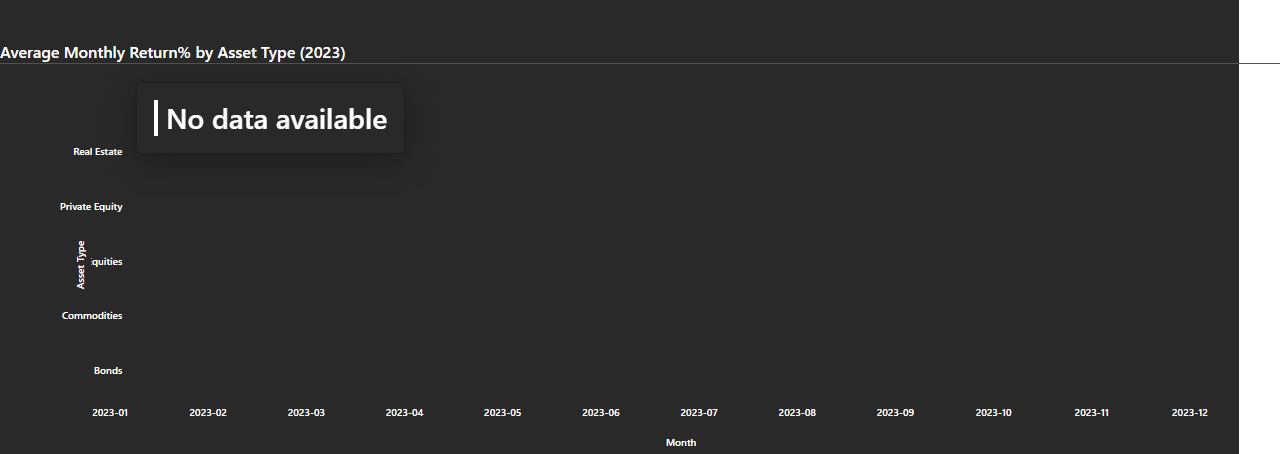 Average Monthly Return% by Asset Type (2023)
No data available
Real Estate
Private Equity
Asset Type
quities
Commodities
Bonds
2023-01 2023-02 2023-03 2023-04 2023-05 2023-06 2023-07 2023-08 2023-09 2023-10 2023-11 2023-12
Month